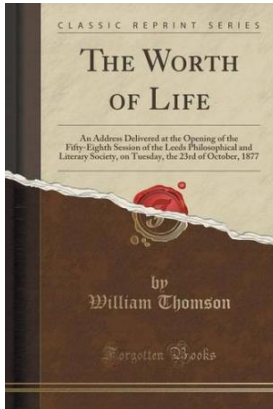 CLASSIC REPRINT SERIES
THE WORTH
OF LIFE
An Address Delivered at the Opening of the
Fifty-Eighth Session of the Leeds Philosophical and
Literary Society, on Tuesday, the 23rd of October, 1877
by
William Thomson
Forgotten Books